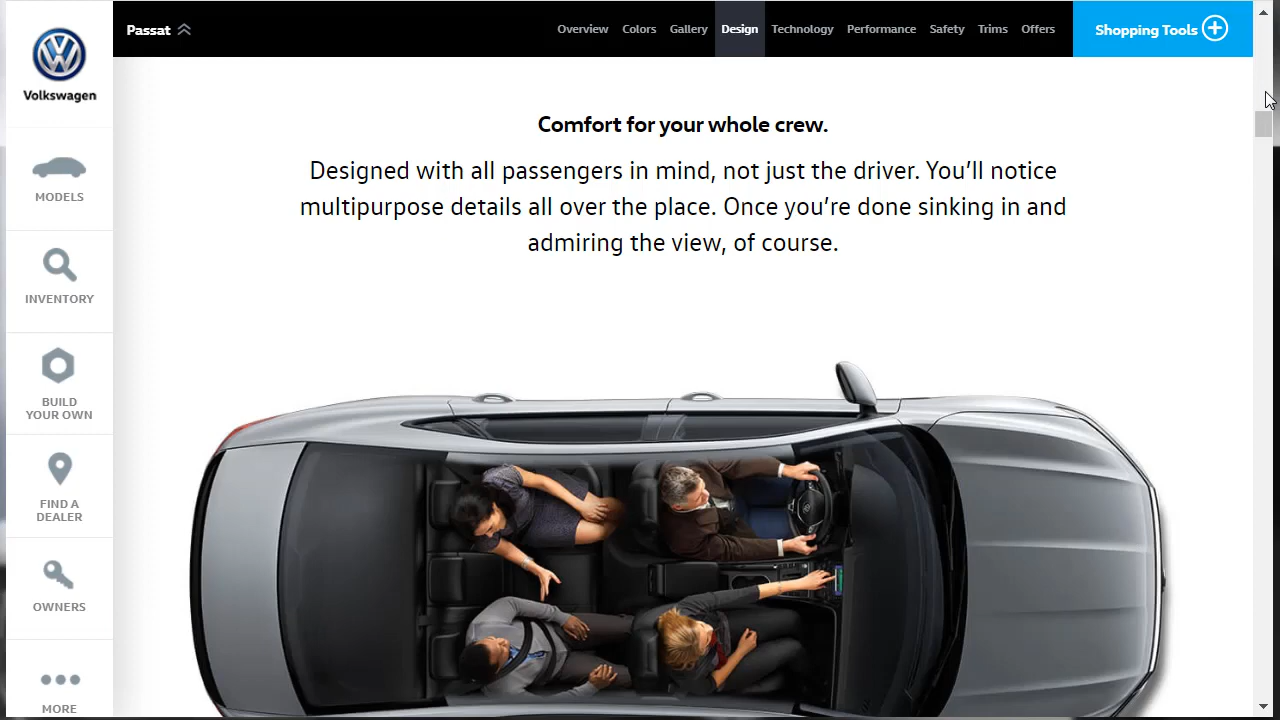 Passat
Overview
Colors
Gallery
Design
Technology
Performance
Safety
Trims
Offers
Shopping Tools
Volkswagen
MODELS
INVENTORY
BUILD
YOUR OWN
FIND A
DEALER
OWNERS
MORE
Comfort for your whole crew.
Designed with all passengers in mind, not just the driver. You’ll notice
multipurpose details all over the place. Once you’re done sinking in and
admiring the view, of course.